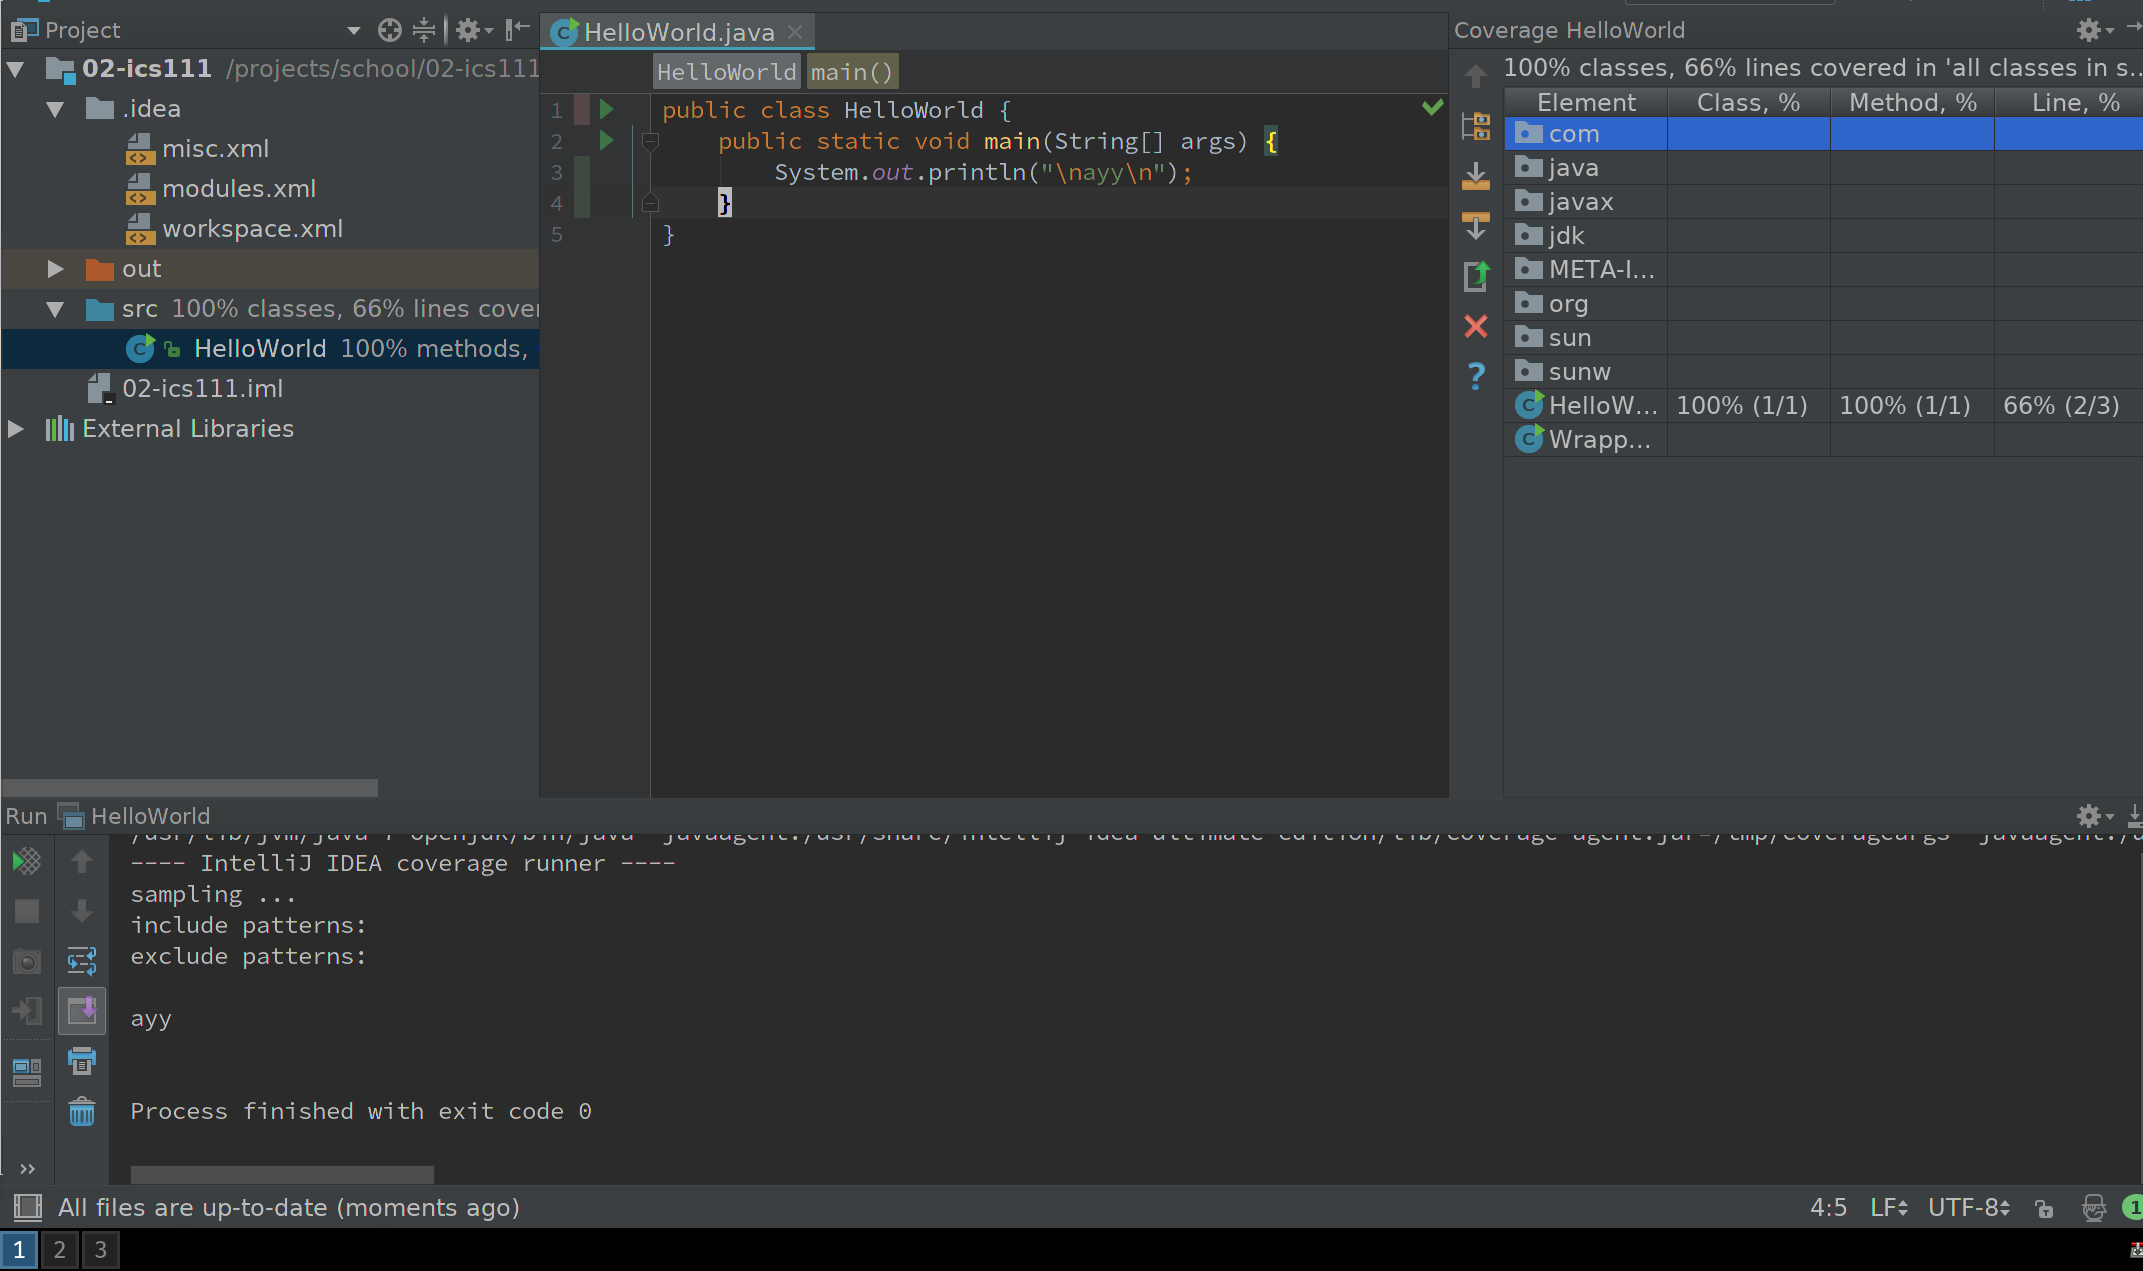 Project
02-ics111 /projects/school/02-ics111
.idea
misc.xml
modules.xml
workspace.xml
out
src 100% classes, 66% lines cover
HelloWorld 100% methods,
02-ics111.iml
External Libraries
HelloWorld.java
HelloWorld main()
1 public class HelloWorld {
2 public static void main(String[] args) {
3 System.out.println("\nayy\n");
4 }
5 }
Coverage HelloWorld
100% classes, 66% lines covered in 'all classes in s...
Element Class, % Method, % Line, %
com
java
javax
jdk
META-I...
org
sun
sunw
HelloW... 100% (1/1) 100% (1/1) 66% (2/3)
Wrapp...
Run HelloWorld
---- IntelliJ IDEA coverage runner ----
sampling ...
include patterns:
exclude patterns:
ayy
Process finished with exit code 0
All files are up-to-date (moments ago)
4:5 LF UTF-8 1
1 2 3